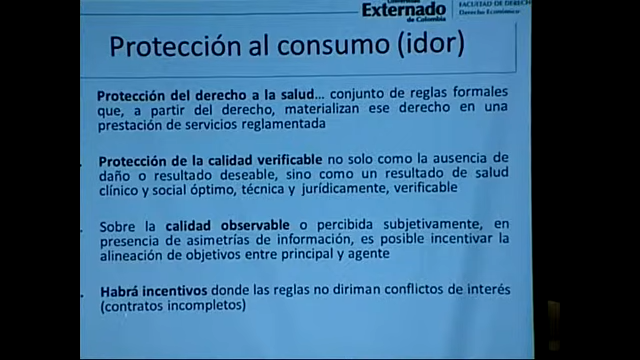 Externado
de Colombia
FACULTAD DE DERECH
Derecho Económico
Protección al consumo (idor)
Protección del derecho a la salud... conjunto de reglas formales
que, a partir del derecho, materializan ese derecho en una
prestación de servicios reglamentada
Protección de la calidad verificable no solo como la ausencia de
daño o resultado deseable, sino como un resultado de salud
clínico y social óptimo, técnica y jurídicamente, verificable
Sobre la calidad observable o percibida subjetivamente, en
presencia de asimetrías de información, es posible incentivar la
alineación de objetivos entre principal y agente
Habrá incentivos donde las reglas no diriman conflictos de interés
(contratos incompletos)